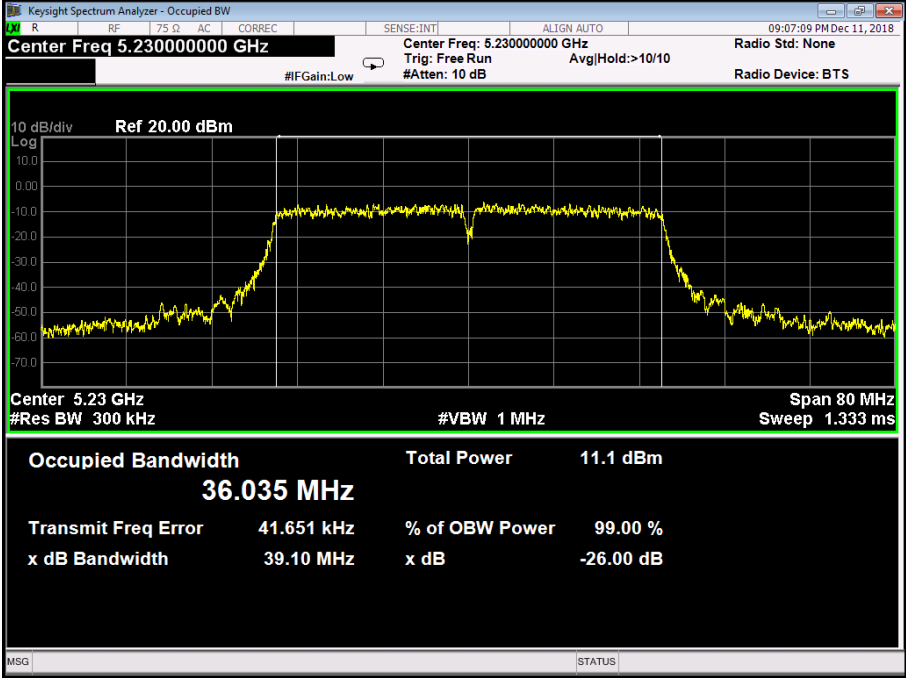 Keysight Spectrum Analyzer - Occupied BW
LXI R RF 75 Ω AC CORREC SENSE:INT ALIGN AUTO 09:07:09 PM Dec 11, 2018
Center Freq 5.230000000 GHz Center Freq: 5.230000000 GHz Radio Std: None
Trig: Free Run Avg|Hold:>10/10
#IFGain:Low #Atten: 10 dB Radio Device: BTS
10 dB/div Ref 20.00 dBm
Log
10.0
0.00
-10.0
-20.0
-30.0
-40.0
-50.0
-60.0
-70.0
Center 5.23 GHz Span 80 MHz
#Res BW 300 kHz #VBW 1 MHz Sweep 1.333 ms
Occupied Bandwidth Total Power 11.1 dBm
36.035 MHz
Transmit Freq Error 41.651 kHz % of OBW Power 99.00 %
x dB Bandwidth 39.10 MHz x dB -26.00 dB
MSG STATUS